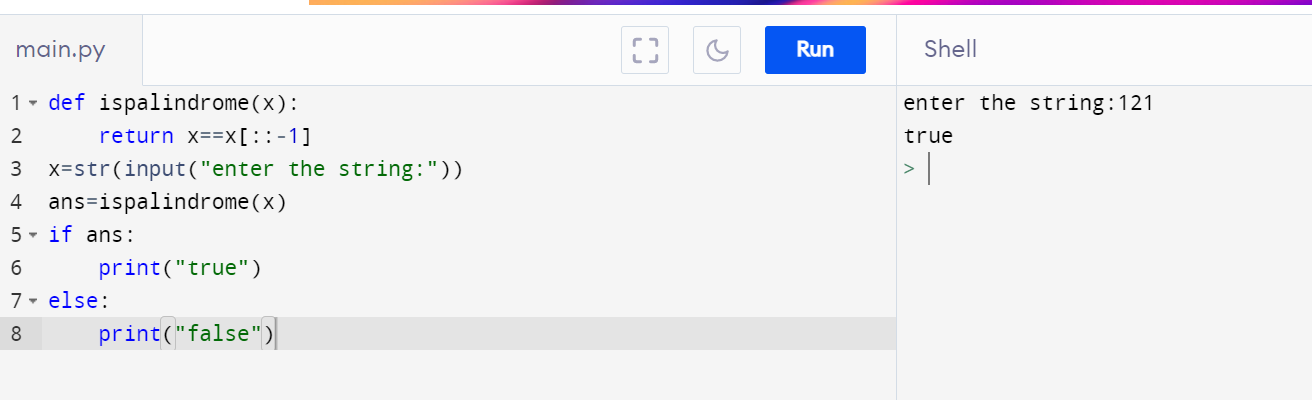 main.py
Run
Shell
1 def ispalindrome(x):
2     return x==x[::-1]
3 x=str(input("enter the string:"))
4 ans=ispalindrome(x)
5 if ans:
6     print("true")
7 else:
8     print("false")
enter the string:121
true
>